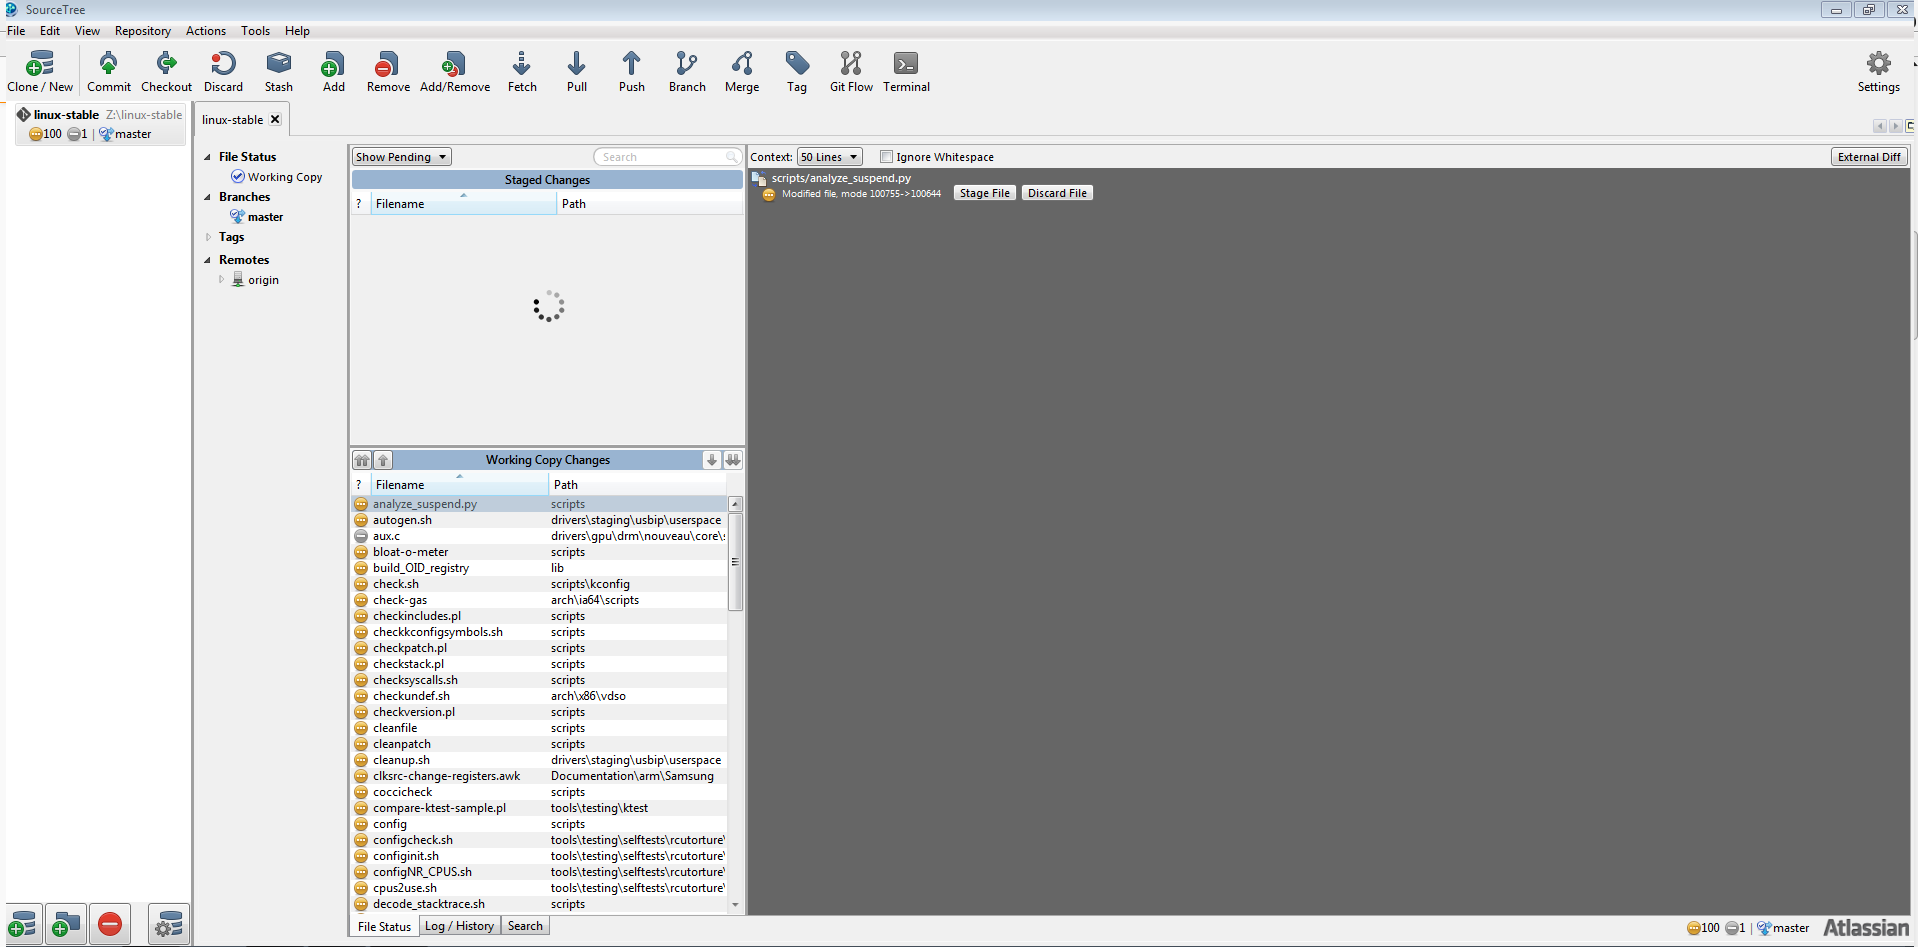 SourceTree
File Edit View Repository Actions Tools Help
Clone / New Commit Checkout Discard Stash Add Remove Add/Remove Fetch Pull Push Branch Merge Tag Git Flow Terminal Settings
linux-stable Z:\linux-stable
100 1 | master
linux-stable
File Status
Working Copy
Branches
master
Tags
Remotes
origin
Show Pending Search
Staged Changes
? Filename Path
Working Copy Changes
? Filename Path
analyze_suspend.py scripts
autogen.sh drivers\staging\usbip\userspace
aux.c drivers\gpu\drm\nouveau\core\s
bloat-o-meter scripts
build_OID_registry lib
check.sh scripts\kconfig
check-gas arch\ia64\scripts
checkincludes.pl scripts
checkkconfigsymbols.sh scripts
checkpatch.pl scripts
checkstack.pl scripts
checksyscalls.sh scripts
checkundef.sh arch\x86\vdso
checkversion.pl scripts
cleanfile scripts
cleanpatch scripts
cleanup.sh drivers\staging\usbip\userspace
clksrc-change-registers.awk Documentation\arm\Samsung
coccicheck scripts
compare-ktest-sample.pl tools\testing\ktest
config scripts
configcheck.sh tools\testing\selftests\rcutorture\
configinit.sh tools\testing\selftests\rcutorture\
configNR_CPUS.sh tools\testing\selftests\rcutorture\
cpus2use.sh tools\testing\selftests\rcutorture\
decode_stacktrace.sh scripts
File Status Log / History Search
Context: 50 Lines Ignore Whitespace External Diff
scripts/analyze_suspend.py
Modified file, mode 100755->100644 Stage File Discard File
100 1 | master Atlassian